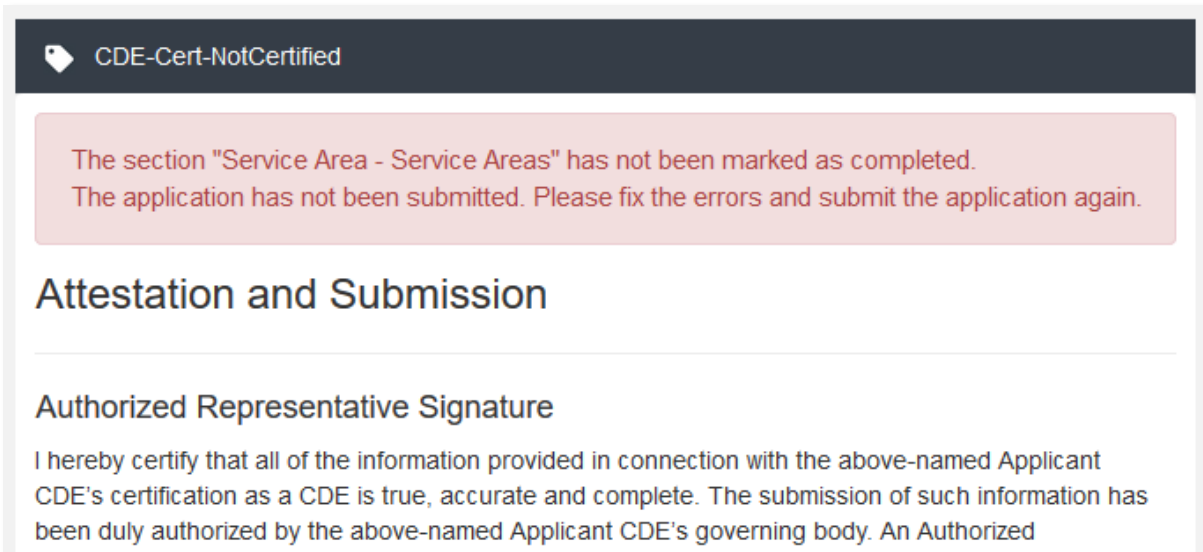 CDE-Cert-NotCertified
The section "Service Area - Service Areas" has not been marked as completed.
The application has not been submitted. Please fix the errors and submit the application again.
Attestation and Submission
Authorized Representative Signature
I hereby certify that all of the information provided in connection with the above-named Applicant
CDE's certification as a CDE is true, accurate and complete. The submission of such information has
been duly authorized by the above-named Applicant CDE's governing body. An Authorized